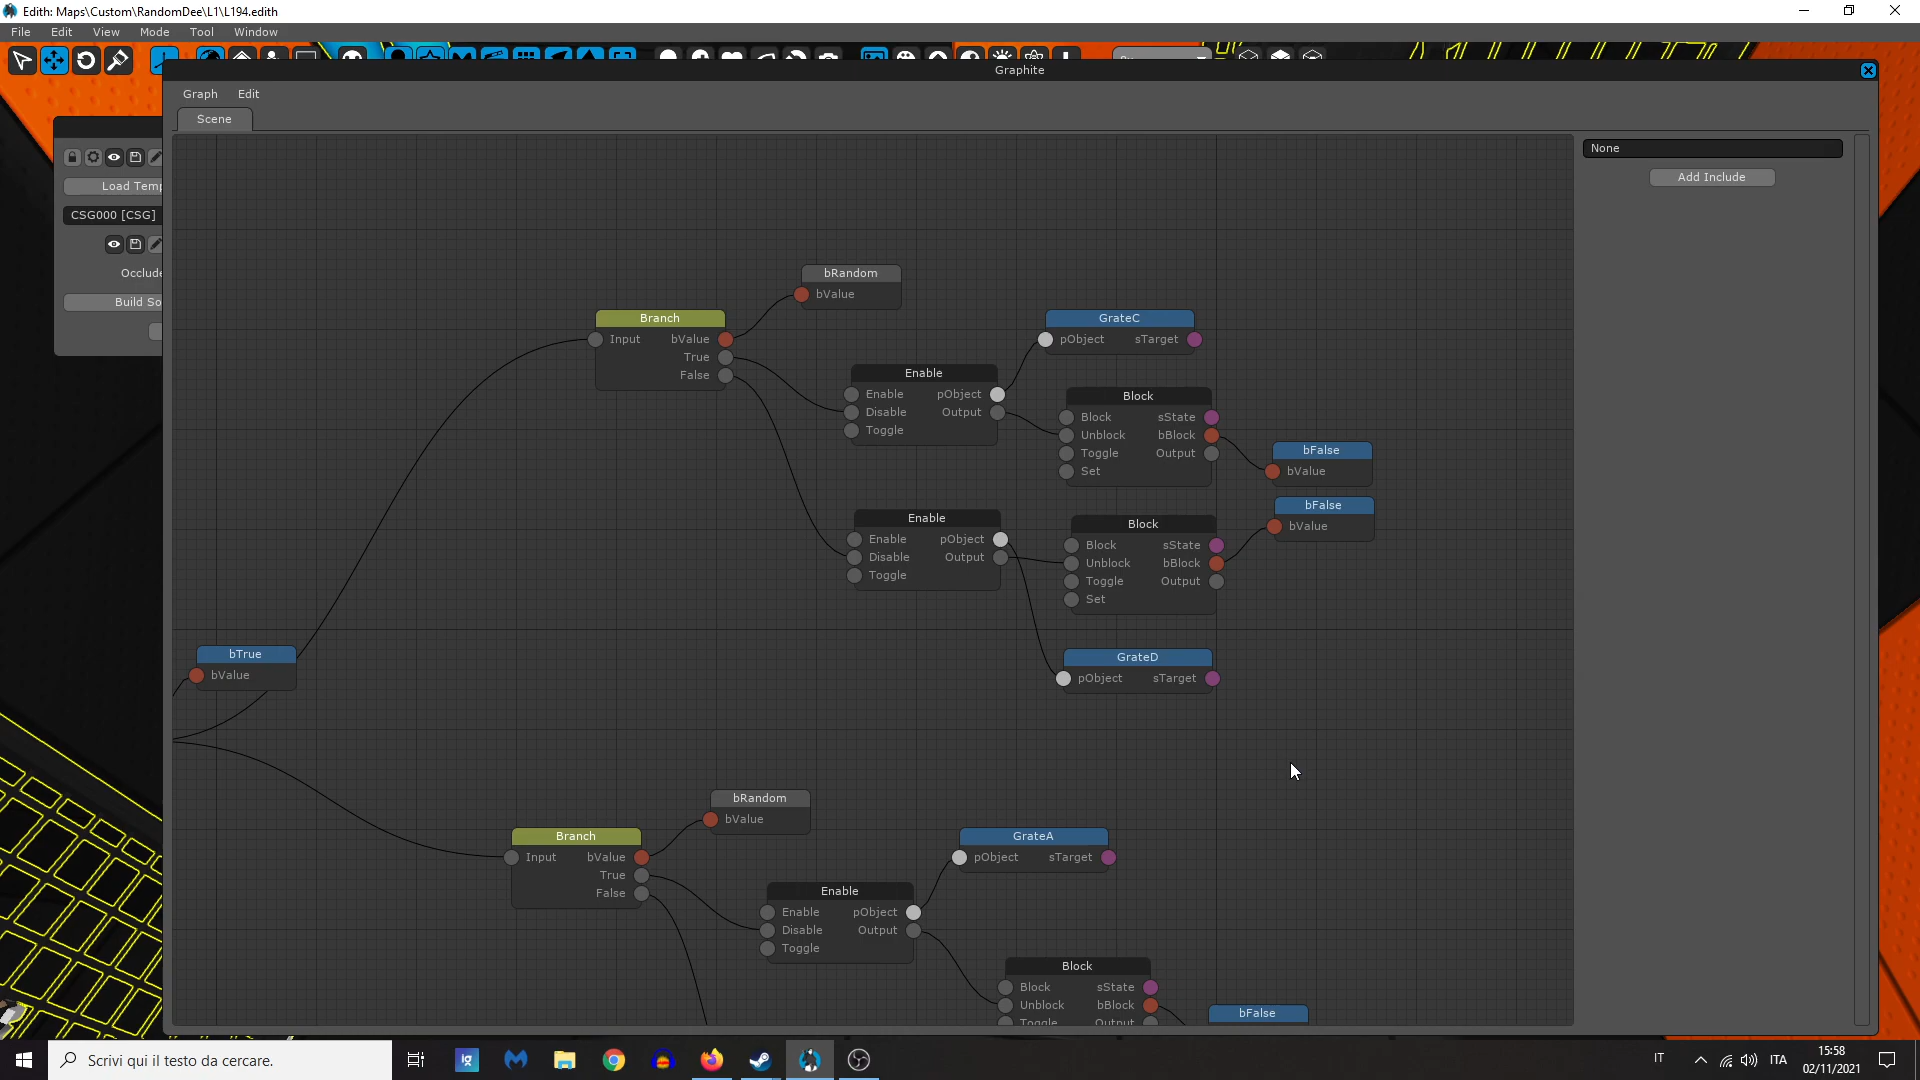 Edith: Maps\Custom\RandomDee\L1\L194.edith
File Edit View Mode Tool Window
Graphite
Graph Edit
Scene
None
Add Include
Load Temp
CSG000 [CSG]
Occlude
Build So
bRandom
bValue
Branch
Input bValue
True
False
GrateC
pObject sTarget
Enable
Enable pObject
Disable Output
Toggle
Block
Block sState
Unblock bBlock
Toggle Output
Set
bFalse
bValue
bFalse
bValue
Enable
Enable pObject
Disable Output
Toggle
Block
Block sState
Unblock bBlock
Toggle Output
Set
bTrue
bValue
GrateD
pObject sTarget
bRandom
bValue
Branch
Input bValue
True
False
GrateA
pObject sTarget
Enable
Enable pObject
Disable Output
Toggle
Block
Block sState
Unblock bBlock
Toggle Output
bFalse
Scrivi qui il testo da cercare.
IT
ITA
15:58
02/11/2021